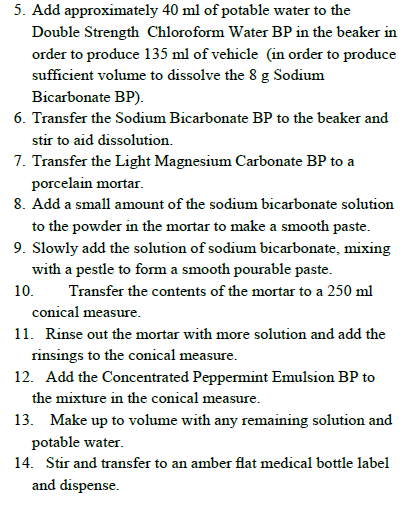 5. Add approximately 40 ml of potable water to the
Double Strength Chloroform Water BP in the beaker in
order to produce 135 ml of vehicle (in order to produce
sufficient volume to dissolve the 8 g Sodium
Bicarbonate BP).
6. Transfer the Sodium Bicarbonate BP to the beaker and
stir to aid dissolution.
7. Transfer the Light Magnesium Carbonate BP to a
porcelain mortar.
8. Add a small amount of the sodium bicarbonate solution
to the powder in the mortar to make a smooth paste.
9. Slowly add the solution of sodium bicarbonate, mixing
with a pestle to form a smooth pourable paste.
10. Transfer the contents of the mortar to a 250 ml
conical measure.
11. Rinse out the mortar with more solution and add the
rinsings to the conical measure.
12. Add the Concentrated Peppermint Emulsion BP to
the mixture in the conical measure.
13. Make up to volume with any remaining solution and
potable water.
14. Stir and transfer to an amber flat medical bottle label
and dispense.